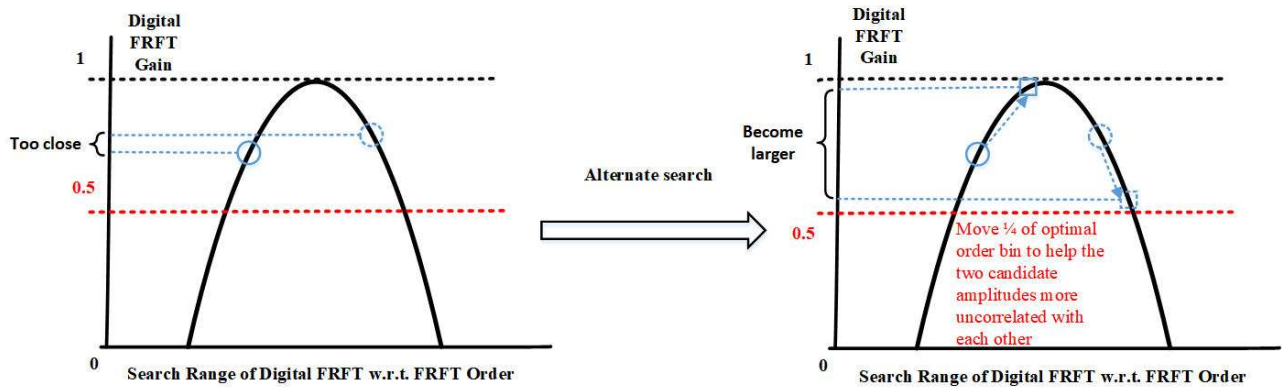 Digital
FRFT
Gain
1
Too close
0.5
0
Search Range of Digital FRFT w.r.t. FRFT Order
Alternate search
Digital
FRFT
Gain
1
Become
larger
0.5
Move ¼ of optimal
order bin to help the
two candidate
amplitudes more
uncorrelated with
each other
0
Search Range of Digital FRFT w.r.t. FRFT Order